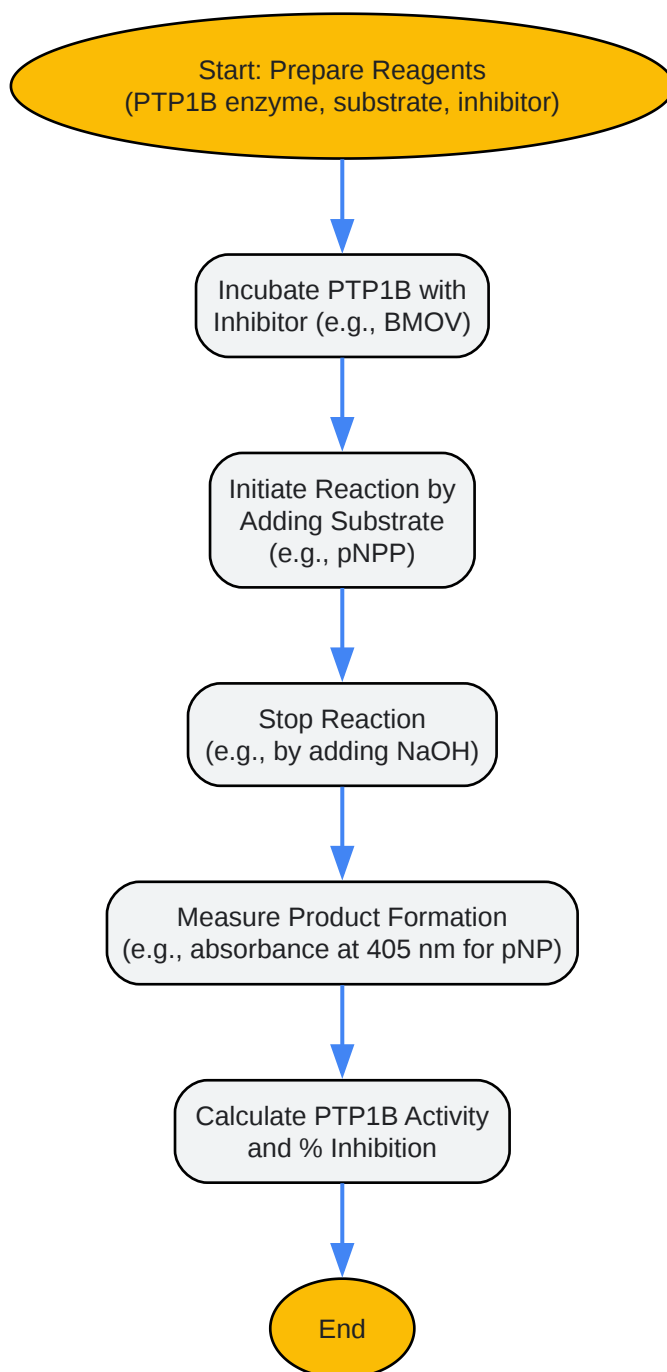 Start: Prepare Reagents
(PTP1B enzyme, substrate, inhibitor)
Incubate PTP1B with
Inhibitor (e.g., BMOV)
Initiate Reaction by
Adding Substrate
(e.g., pNPP)
Stop Reaction
(e.g., by adding NaOH)
Measure Product Formation
(e.g., absorbance at 405 nm for pNP)
Calculate PTP1B Activity
and % Inhibition
End